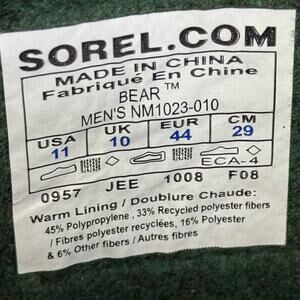 SOREL.COM
MADE IN CHINA
Fabriqué En Chine
BEAR™
MEN'S NM1023-010
USA UK EUR CM
11 10 44 29
ECA-4
0957 JEE 1008 F08
Warm Lining / Doublure Chaude:
45% Polypropylene, 33% Recycled polyester fibers
/ Fibres polyester recyclés, 16% Polyester
& 6% Other fibers / Autres fibres